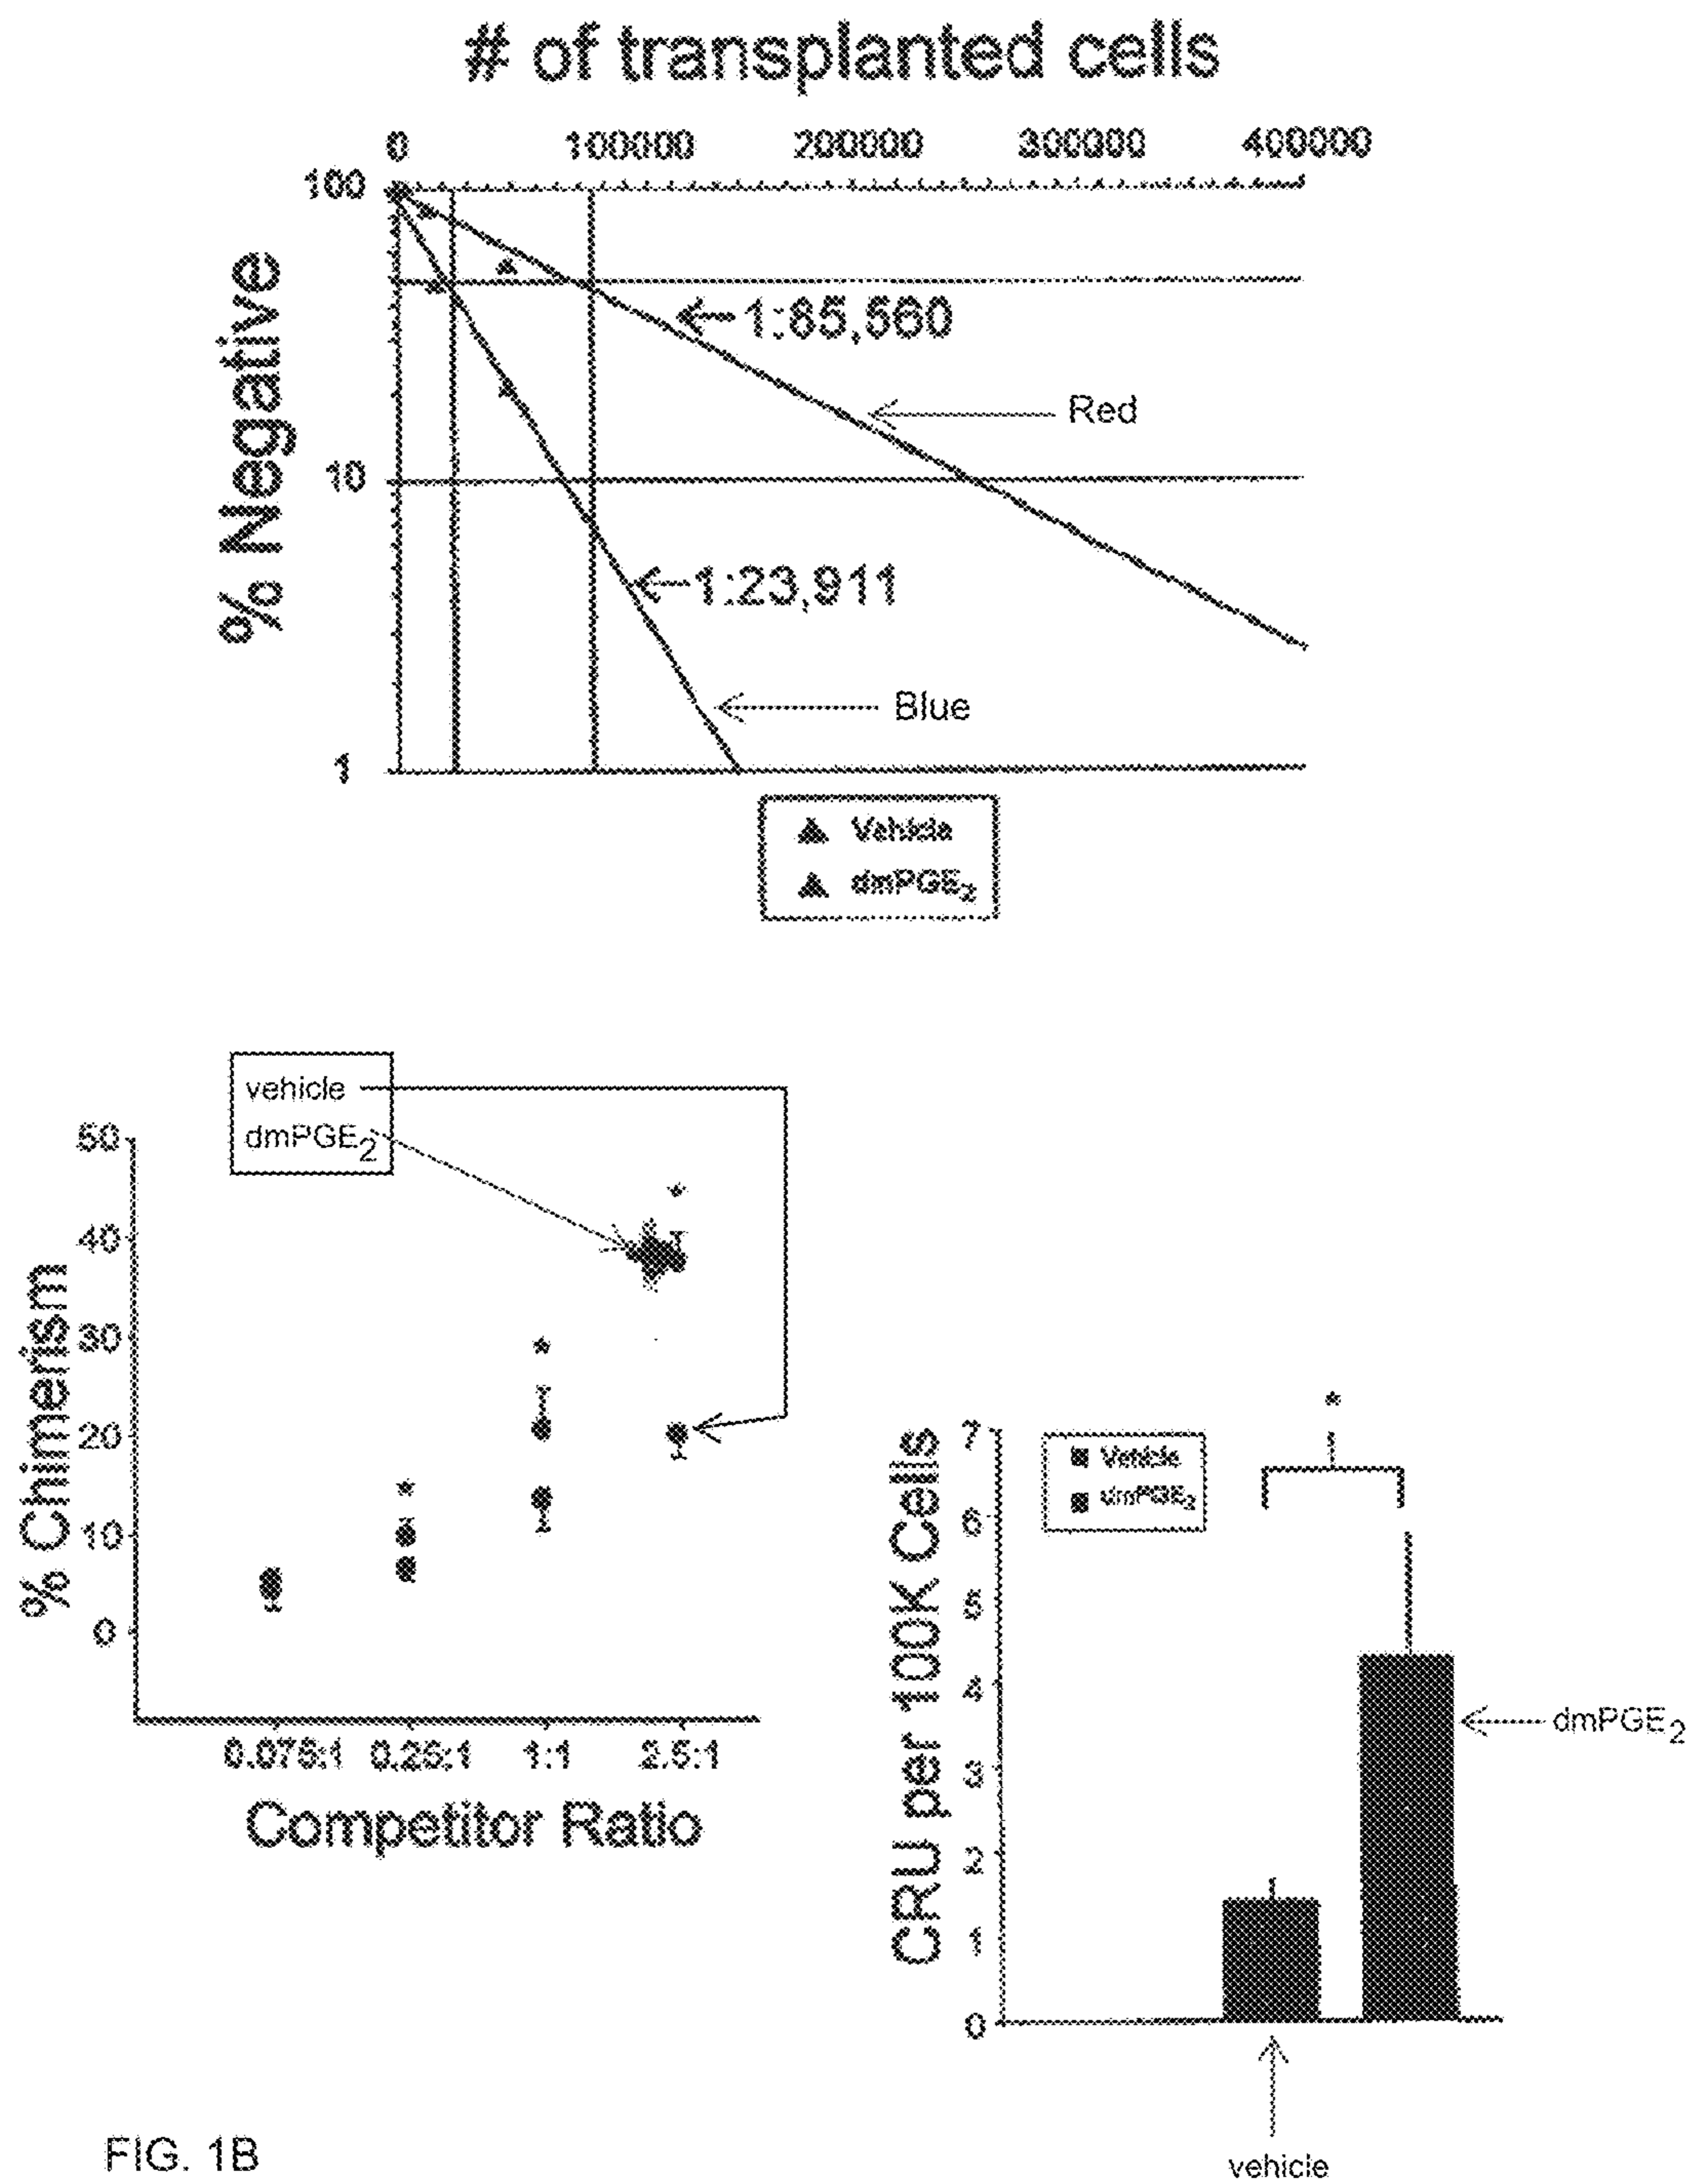 # of transplanted cells
0 100000 200000 300000 400000
100
10
1
% Negative
1:85,560
Red
1:23,911
Blue
Vehicle
dmPGE2
vehicle
dmPGE2
50
40
30
20
10
0
% Chimerism
*
*
*
0.075:1 0.25:1 1:1 2.5:1
Competitor Ratio
*
7
6
5
4
3
2
1
0
CRU per 100K Cells
Vehicle
dmPGE2
dmPGE2
vehicle
FIG. 1B